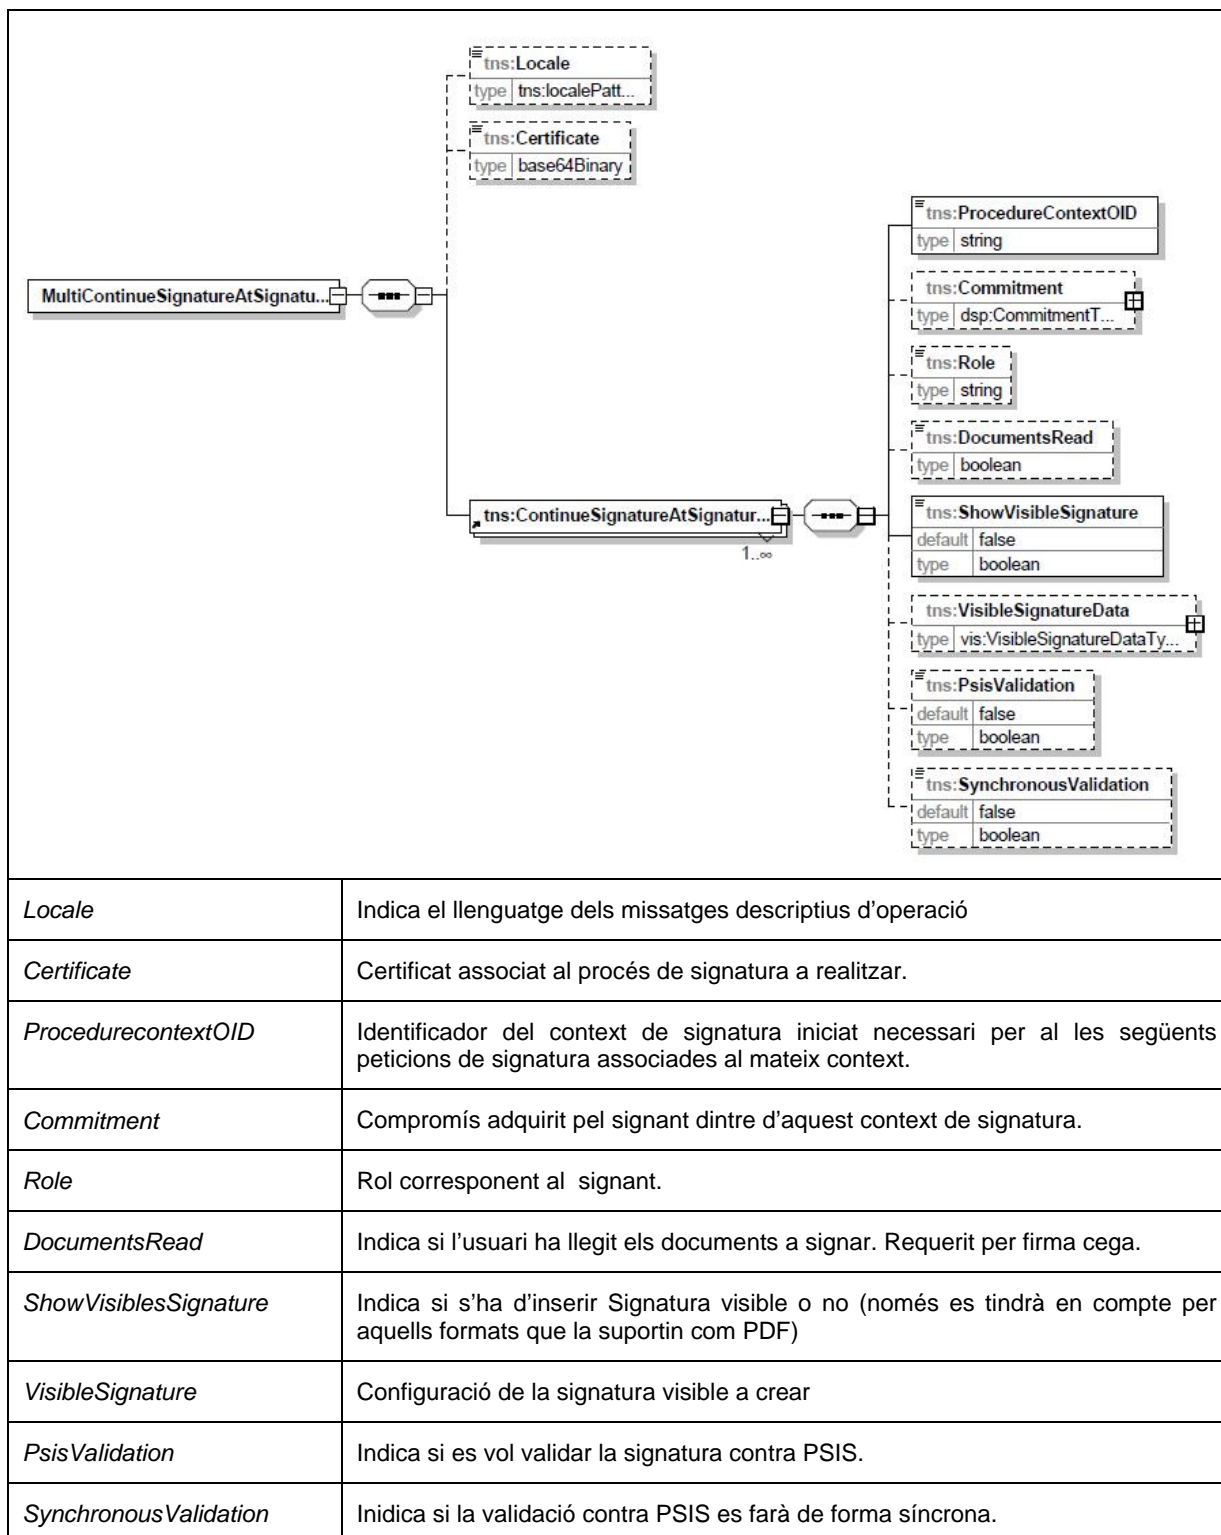 tns:Locale
type tns:localePatt...
tns:Certificate
type base64Binary
tns:ProcedureContextOID
type string
tns:Commitment
type dsp:CommitmentT...
MultiContinueSignatureAtSignatu...
tns:Role
type string
tns:DocumentsRead
type boolean
tns:ContinueSignatureAtSignatur...
1..∞
tns:ShowVisibleSignature
default false
type boolean
tns:VisibleSignatureData
type vis:VisibleSignatureDataTy...
tns:PsisValidation
default false
type boolean
tns:SynchronousValidation
default false
type boolean
Locale Indica el llenguatge dels missatges descriptius d’operació
Certificate Certificat associat al procés de signatura a realitzar.
ProcedurecontextOID Identificador del context de signatura iniciat necessari per al les següents
peticions de signatura associades al mateix context.
Commitment Compromís adquirit pel signant dintre d’aquest context de signatura.
Role Rol corresponent al signant.
DocumentsRead Indica si l’usuari ha llegit els documents a signar. Requerit per firma cega.
ShowVisiblesSignature Indica si s’ha d’inserir Signatura visible o no (només es tindrà en compte per
aquells formats que la suportin com PDF)
VisibleSignature Configuració de la signatura visible a crear
PsisValidation Indica si es vol validar la signatura contra PSIS.
SynchronousValidation Inidica si la validació contra PSIS es farà de forma síncrona.